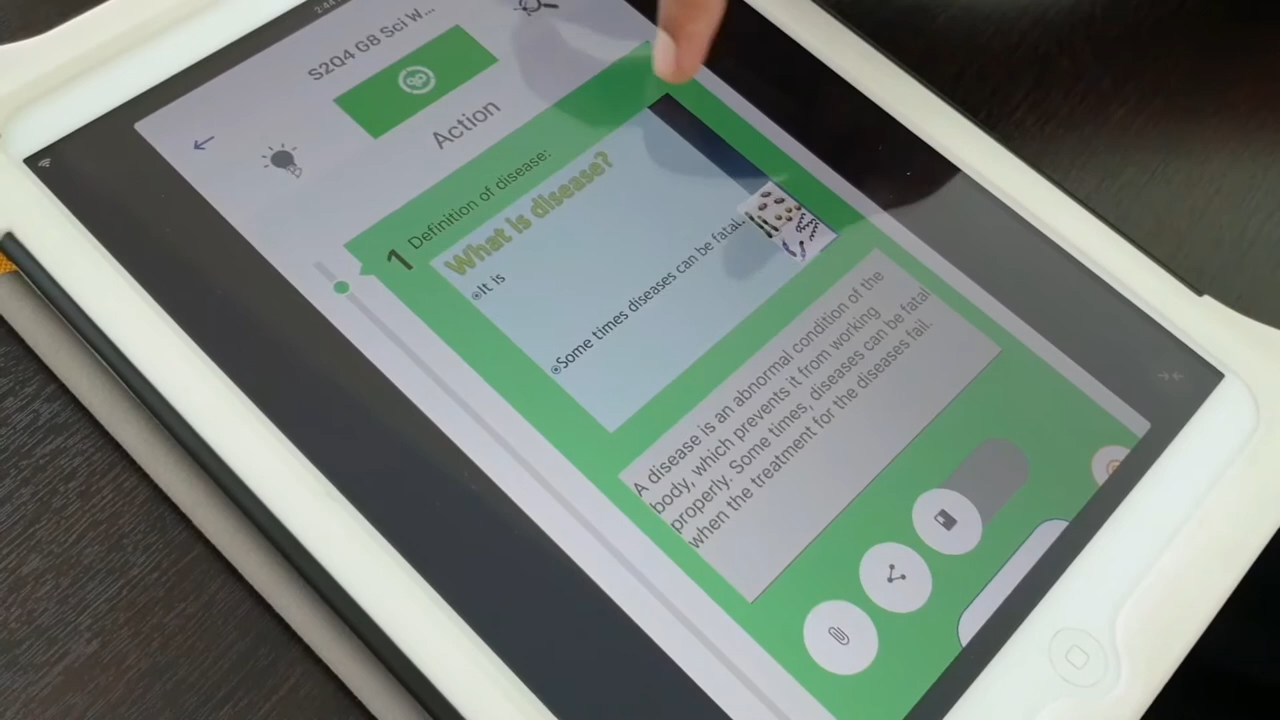 S2Q4 G8 Sci W...
Action
1 Definition of disease:
What is disease?
It is
Some times diseases can be fatal.
A disease is an abnormal condition of the
body, which prevents it from working
properly. Some times, diseases can be fatal
when the treatment for the diseases fail.